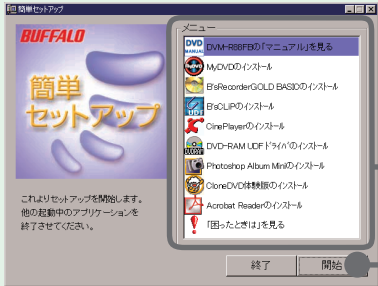 簡単セットアップ
BUFFALO
簡単
セットアップ
これよりセットアップを開始します。
他の起動中のアプリケーションを
終了させてください。
メニュー
DVD MANUAL DVM-R88FBの「マニュアル」を見る
MyDVDのインストール
B'sRecorderGOLD BASICのインストール
UDF B'sCLiPのインストール
CinePlayerのインストール
DVD-RAM UDFドライバのインストール
Photoshop Album Miniのインストール
CloneDVD体験版のインストール
Acrobat Readerのインストール
「困ったときは」を見る
終了
開始